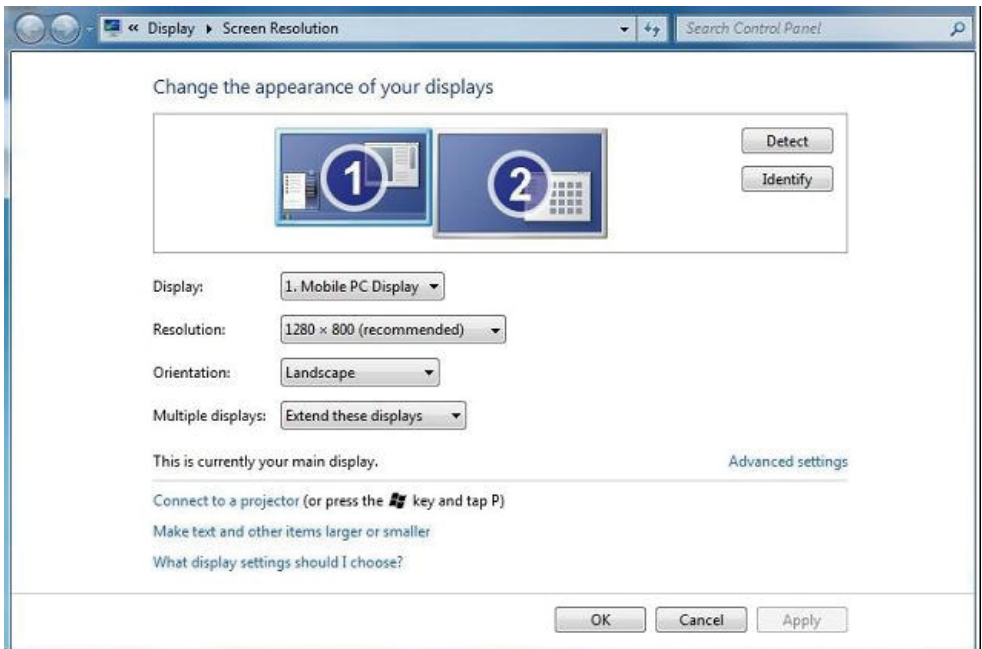 « Display ▸ Screen Resolution Search Control Panel
Change the appearance of your displays
1 2
Detect
Identify
Display: 1. Mobile PC Display
Resolution: 1280 × 800 (recommended)
Orientation: Landscape
Multiple displays: Extend these displays
This is currently your main display. Advanced settings
Connect to a projector (or press the key and tap P)
Make text and other items larger or smaller
What display settings should I choose?
OK Cancel Apply